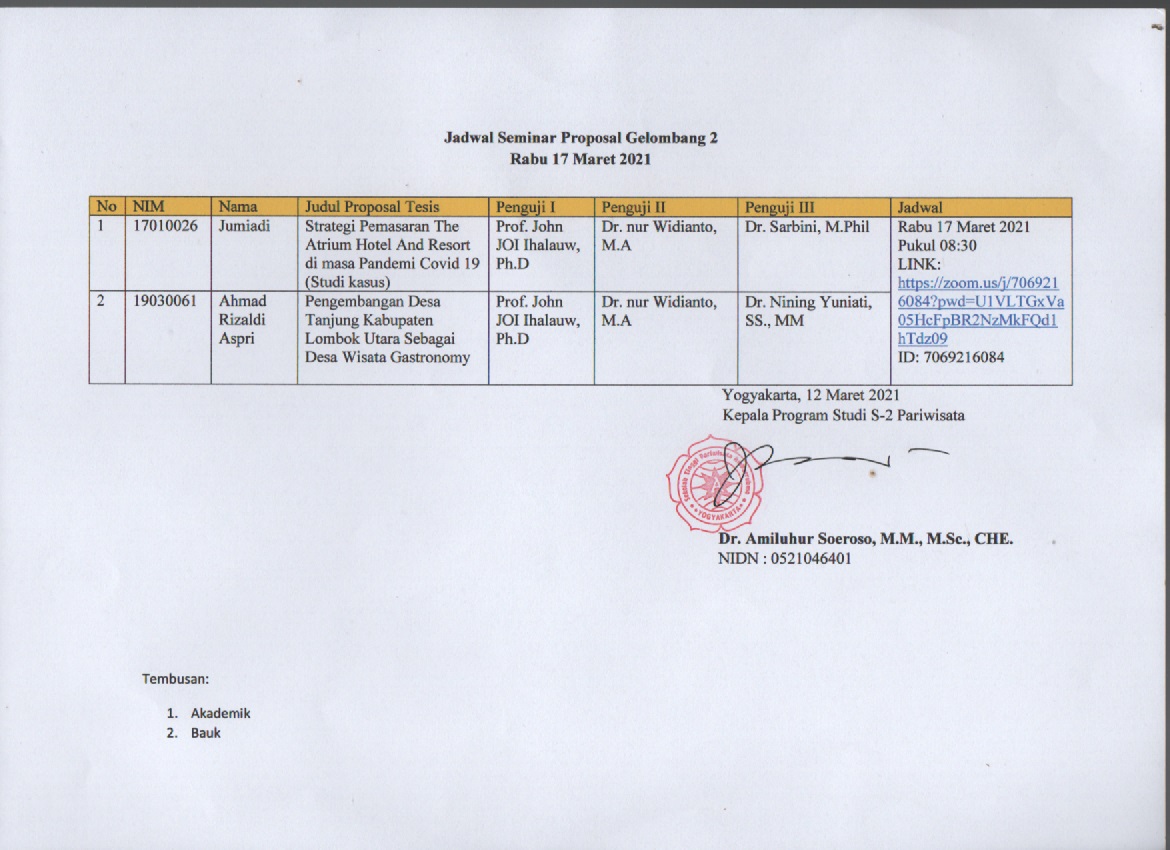 Jadwal Seminar Proposal Gelombang 2
Rabu 17 Maret 2021
No NIM Nama Judul Proposal Tesis Penguji I Penguji II Penguji III Jadwal
1 17010026 Jumiadi Strategi Pemasaran The Atrium Hotel And Resort di masa Pandemi Covid 19 (Studi kasus) Prof. John JOI Ihalauw, Ph.D Dr. nur Widianto, M.A Dr. Sarbini, M.Phil
2 19030061 Ahmad Rizaldi Aspri Pengembangan Desa Tanjung Kabupaten Lombok Utara Sebagai Desa Wisata Gastronomy Prof. John JOI Ihalauw, Ph.D Dr. nur Widianto, M.A Dr. Nining Yuniati, SS., MM
Rabu 17 Maret 2021
Pukul 08:30
LINK:
https://zoom.us/j/706921
6084?pwd=U1VLTGxVa
05HcFpBR2NzMkFQd1
hTdz09
ID: 7069216084
Yogyakarta, 12 Maret 2021
Kepala Program Studi S-2 Pariwisata
YOGYAKARTA
Dr. Amiluhur Soeroso, M.M., M.Sc., CHE.
NIDN : 0521046401
Tembusan:
1. Akademik
2. Bauk